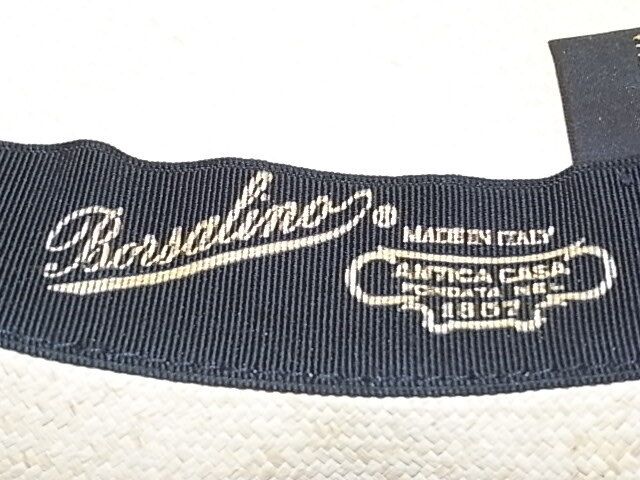 Borsalino®
MADE IN ITALY
ANTICA CASA
FONDATA NEL
1857